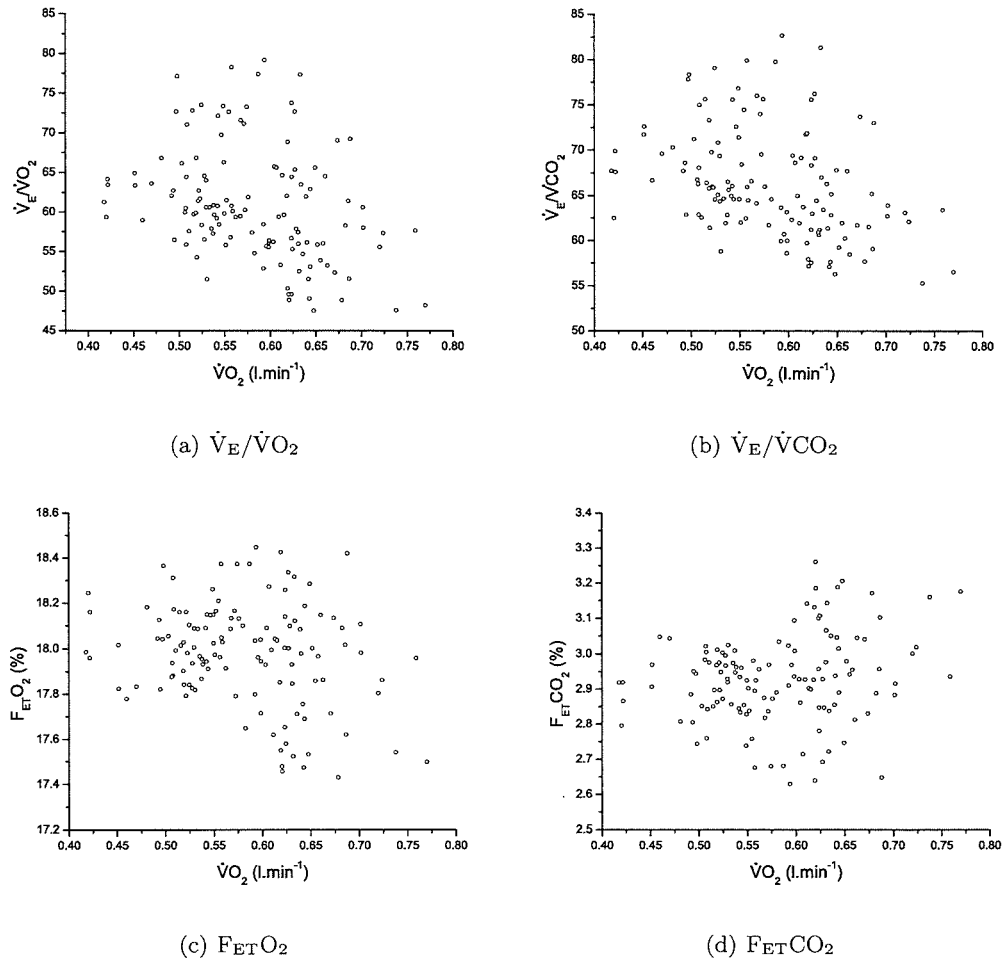 85
80
75
70
65
60
55
50
45
V̇E/V̇O2
0.40 0.45 0.50 0.55 0.60 0.65 0.70 0.75 0.80
V̇O2 (l.min-1)
(a) V̇E/V̇O2
85
80
75
70
65
60
55
50
V̇E/V̇CO2
0.40 0.45 0.50 0.55 0.60 0.65 0.70 0.75 0.80
V̇O2 (l.min-1)
(b) V̇E/V̇CO2
18.6
18.4
18.2
18.0
17.8
17.6
17.4
17.2
FETO2 (%)
0.40 0.45 0.50 0.55 0.60 0.65 0.70 0.75 0.80
V̇O2 (l.min-1)
(c) FETO2
3.4
3.3
3.2
3.1
3.0
2.9
2.8
2.7
2.6
2.5
FETCO2 (%)
0.40 0.45 0.50 0.55 0.60 0.65 0.70 0.75 0.80
V̇O2 (l.min-1)
(d) FETCO2